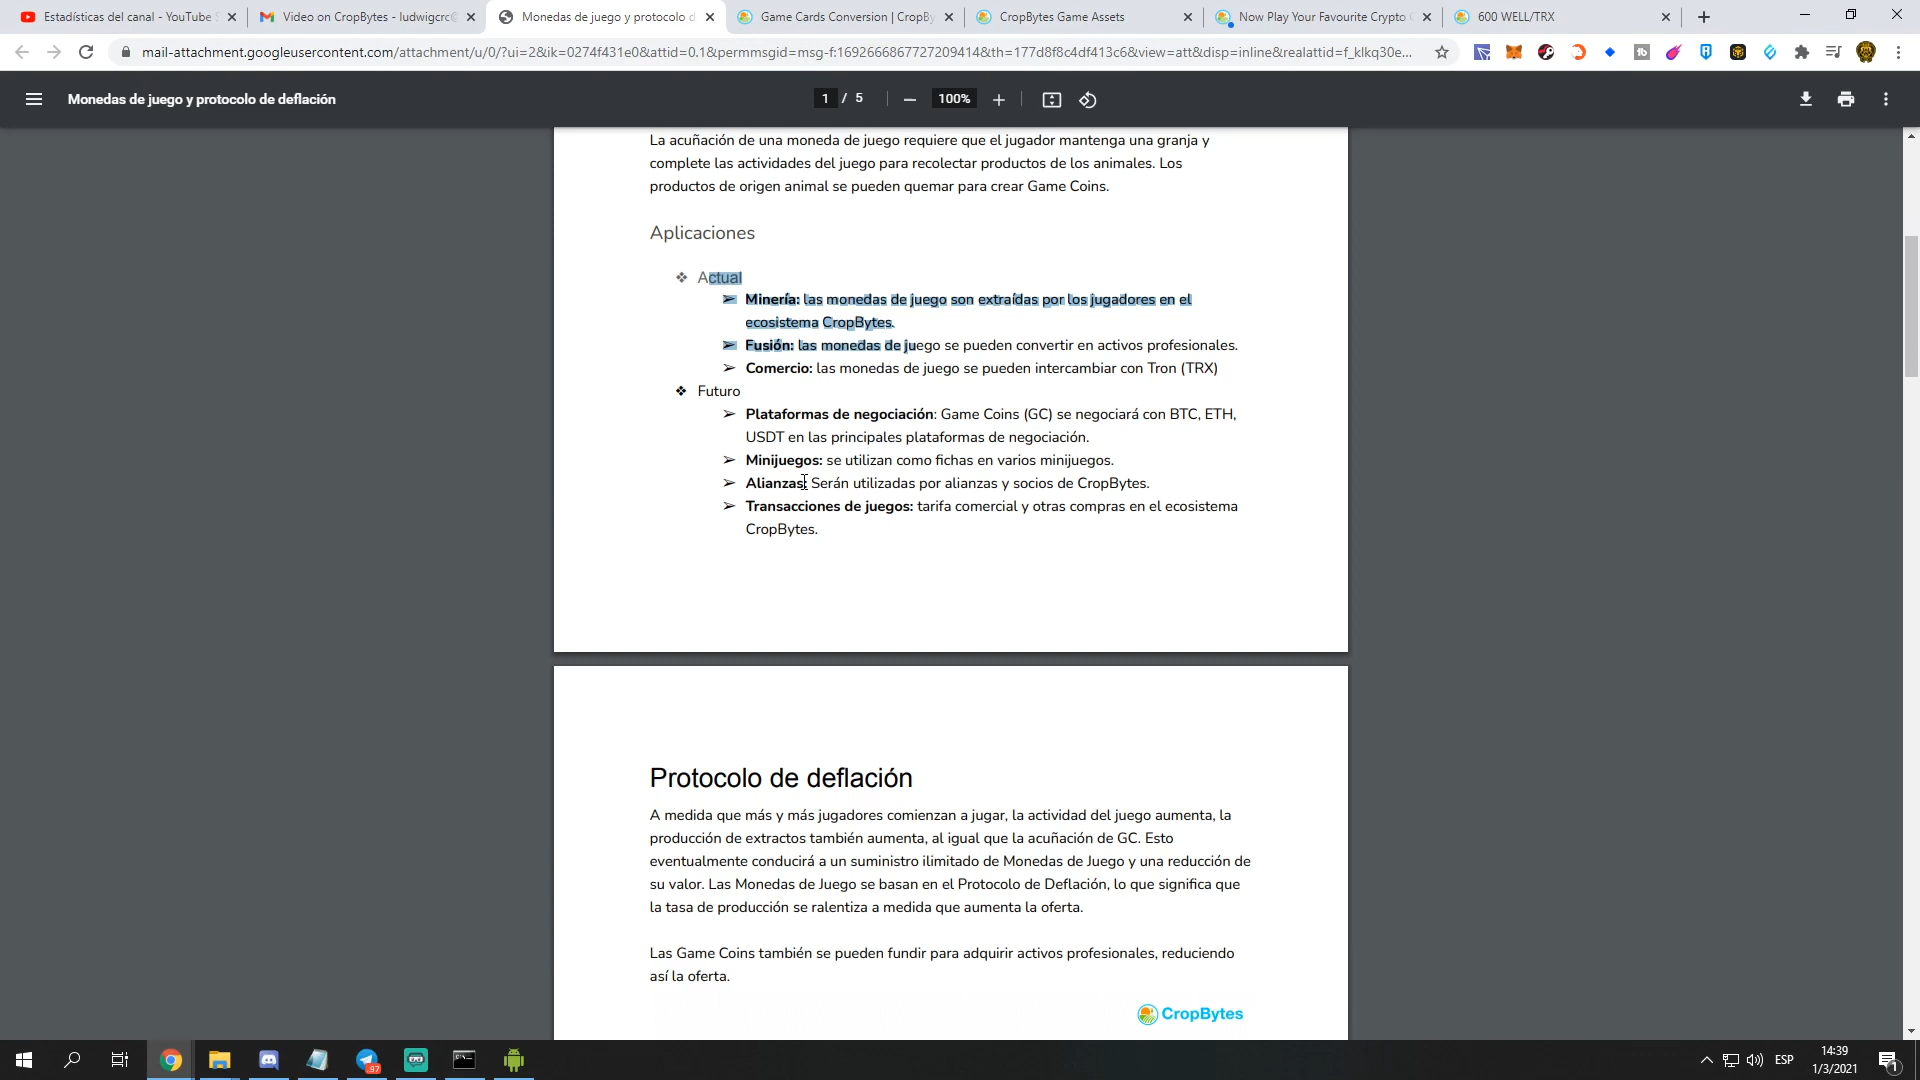 Estadísticas del canal - YouTube
Video on CropBytes - ludwigcrc@
Monedas de juego y protocolo d
Game Cards Conversion | CropBy
CropBytes Game Assets
Now Play Your Favourite Crypto
600 WELL/TRX
mail-attachment.googleusercontent.com/attachment/u/0/?ui=2&ik=0274f431e0&attid=0.1&permmsgid=msg-f:1692666867727209414&th=177d8f8c4df413c6&view=att&disp=inline&realattid=f_klkq30e...
Monedas de juego y protocolo de deflación
1 / 5
100%
La acuñación de una moneda de juego requiere que el jugador mantenga una granja y
complete las actividades del juego para recolectar productos de los animales. Los
productos de origen animal se pueden quemar para crear Game Coins.
Aplicaciones
❖ Actual
➢ Minería: las monedas de juego son extraídas por los jugadores en el
ecosistema CropBytes.
➢ Fusión: las monedas de juego se pueden convertir en activos profesionales.
➢ Comercio: las monedas de juego se pueden intercambiar con Tron (TRX)
❖ Futuro
➢ Plataformas de negociación: Game Coins (GC) se negociará con BTC, ETH,
USDT en las principales plataformas de negociación.
➢ Minijuegos: se utilizan como fichas en varios minijuegos.
➢ Alianzas: Serán utilizadas por alianzas y socios de CropBytes.
➢ Transacciones de juegos: tarifa comercial y otras compras en el ecosistema
CropBytes.
Protocolo de deflación
A medida que más y más jugadores comienzan a jugar, la actividad del juego aumenta, la
producción de extractos también aumenta, al igual que la acuñación de GC. Esto
eventualmente conducirá a un suministro ilimitado de Monedas de Juego y una reducción de
su valor. Las Monedas de Juego se basan en el Protocolo de Deflación, lo que significa que
la tasa de producción se ralentiza a medida que aumenta la oferta.
Las Game Coins también se pueden fundir para adquirir activos profesionales, reduciendo
así la oferta.
CropBytes
97
ESP
14:39
1/3/2021
1